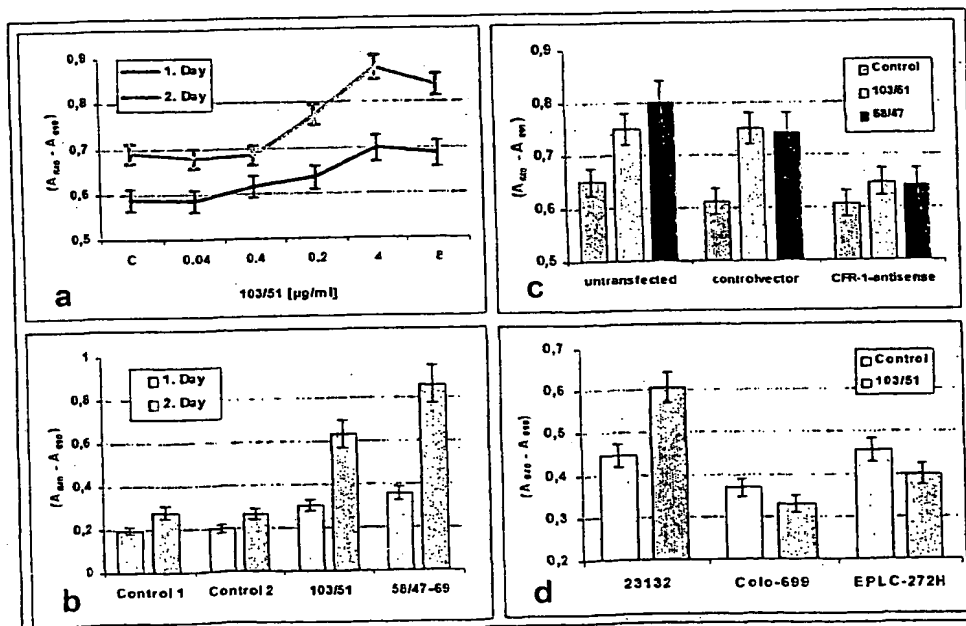 0,9
0,8
0,7
0,6
0,5
1. Day
2. Day
C 0.04 0,4 0,2 4
103/51 [µg/ml]
a
0,9
0,8
0,7
0,6
0,5
Control
103/51
58/47
untransfected controlvector CFR-1-antisense
c
1
0,8
0,6
0,4
0,2
0
1. Day
2. Day
Control 1 Control 2 103/51 58/47-69
b
0,7
0,6
0,5
0,4
0,3
0,2
Control
103/51
23132 Colo-699 EPLC-272H
d